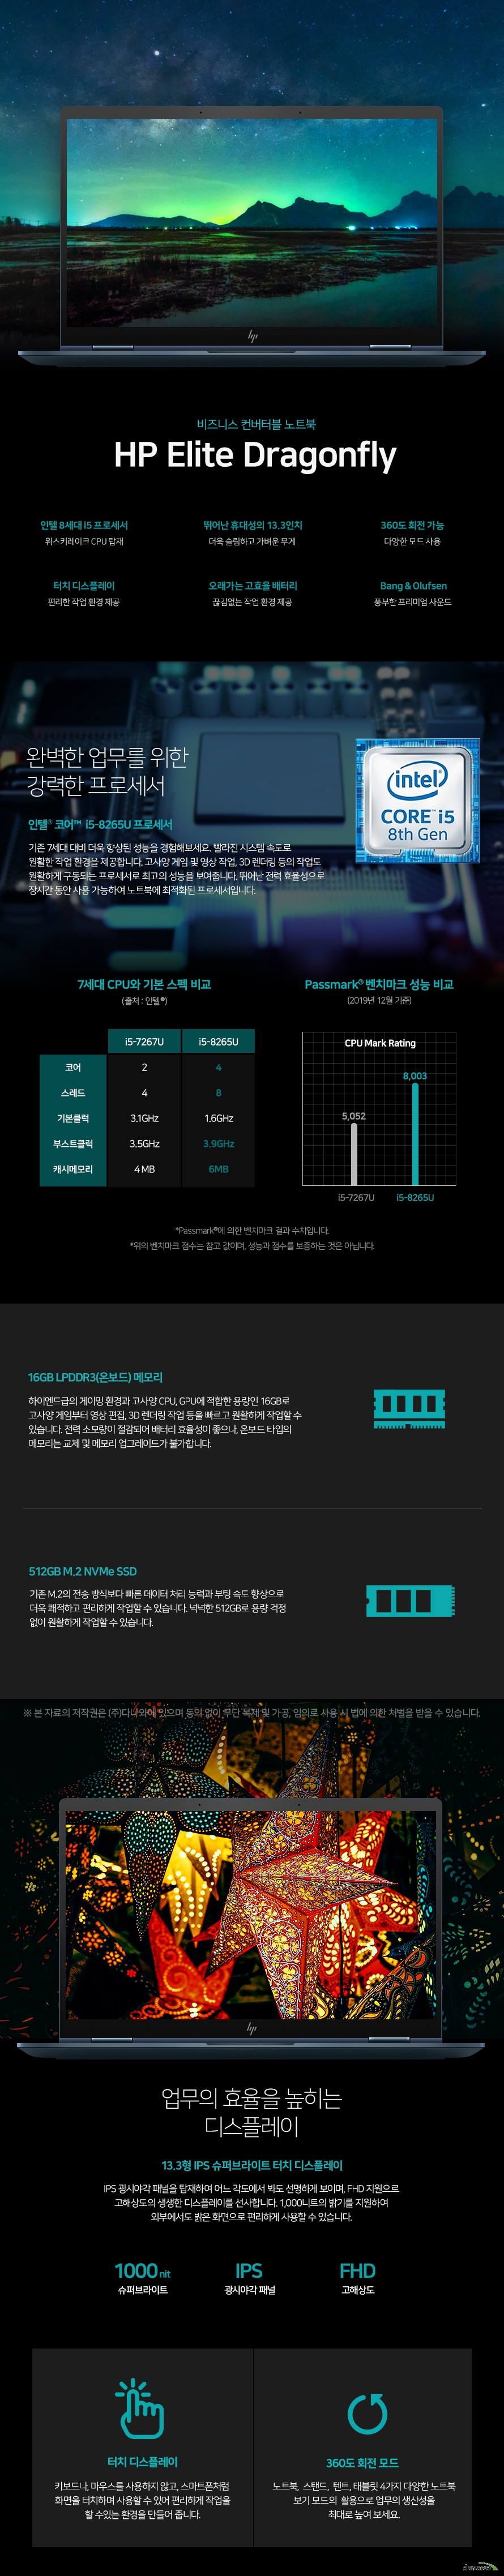 hp
비즈니스 컨버터블 노트북
HP Elite Dragonfly
인텔 8세대 i5 프로세서
위스키레이크 CPU 탑재
뛰어난 휴대성의 13.3인치
더욱 슬림하고 가벼운 무게
360도 회전 가능
다양한 모드 사용
터치 디스플레이
편리한 작업 환경 제공
오래가는 고효율 배터리
끊김없는 작업 환경 제공
Bang & Olufsen
풍부한 프리미엄 사운드
완벽한 업무를 위한
강력한 프로세서
인텔® 코어™ i5-8265U 프로세서
기존 7세대 대비 더욱 향상된 성능을 경험해보세요. 빨라진 시스템 속도로
원활한 작업 환경을 제공합니다. 고사양 게임 및 영상 작업, 3D 렌더링 등의 작업도
원활하게 구동되는 프로세서로 최고의 성능을 보여줍니다. 뛰어난 전력 효율성으로
장시간 동안 사용 가능하여 노트북에 최적화된 프로세서입니다.
intel®
CORE™ i5
8th Gen
7세대 CPU와 기본 스펙 비교
(출처 : 인텔®)
i5-7267U i5-8265U
코어 2 4
스레드 4 8
기본클럭 3.1GHz 1.6GHz
부스트클럭 3.5GHz 3.9GHz
캐시메모리 4 MB 6MB
Passmark® 벤치마크 성능 비교
(2019년 12월 기준)
CPU Mark Rating
8,003
5,052
i5-7267U i5-8265U
*Passmark®에 의한 벤치마크 결과 수치입니다.
*위의 벤치마크 점수는 참고 값이며, 성능과 점수를 보증하는 것은 아닙니다.
16GB LPDDR3(온보드) 메모리
하이엔드급의 게이밍 환경과 고사양 CPU, GPU에 적합한 용량인 16GB로
고사양 게임부터 영상 편집, 3D 렌더링 작업 등을 빠르고 원활하게 작업할 수
있습니다. 전력 소모량이 절감되어 배터리 효율성이 좋으나, 온보드 타입의
메모리는 교체 및 메모리 업그레이드가 불가합니다.
512GB M.2 NVMe SSD
기존 M.2의 전송 방식보다 빠른 데이터 처리 능력과 부팅 속도 향상으로
더욱 쾌적하고 편리하게 작업할 수 있습니다. 넉넉한 512GB로 용량 걱정
없이 원활하게 작업할 수 있습니다.
※ 본 자료의 저작권은 (주)다나와에 있으며 동의 없이 무단 복제 및 가공, 임의로 사용 시 법에 의한 처벌을 받을 수 있습니다.
hp
업무의 효율을 높히는
디스플레이
13.3형 IPS 슈퍼브라이트 터치 디스플레이
IPS 광시야각 패널을 탑재하여 어느 각도에서 봐도 선명하게 보이며, FHD 지원으로
고해상도의 생생한 디스플레이를 선사합니다. 1,000니트의 밝기를 지원하여
외부에서도 밝은 화면으로 편리하게 사용할 수 있습니다.
1000 nit
슈퍼브라이트
IPS
광시야각 패널
FHD
고해상도
터치 디스플레이
키보드나, 마우스를 사용하지 않고, 스마트폰처럼
화면을 터치하며 사용할 수 있어 편리하게 작업을
할 수있는 환경을 만들어 줍니다.
360도 회전 모드
노트북, 스탠드, 텐트, 태블릿 4가지 다양한 노트북
보기 모드의 활용으로 업무의 생산성을
최대로 높여 보세요.